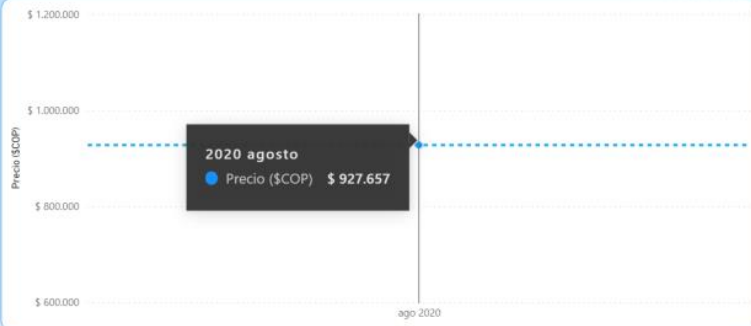 $ 1.200.000
$ 1.000.000
Precio ($COP)
2020 agosto
Precio ($COP) $ 927.657
$ 800.000
$ 600.000
ago 2020